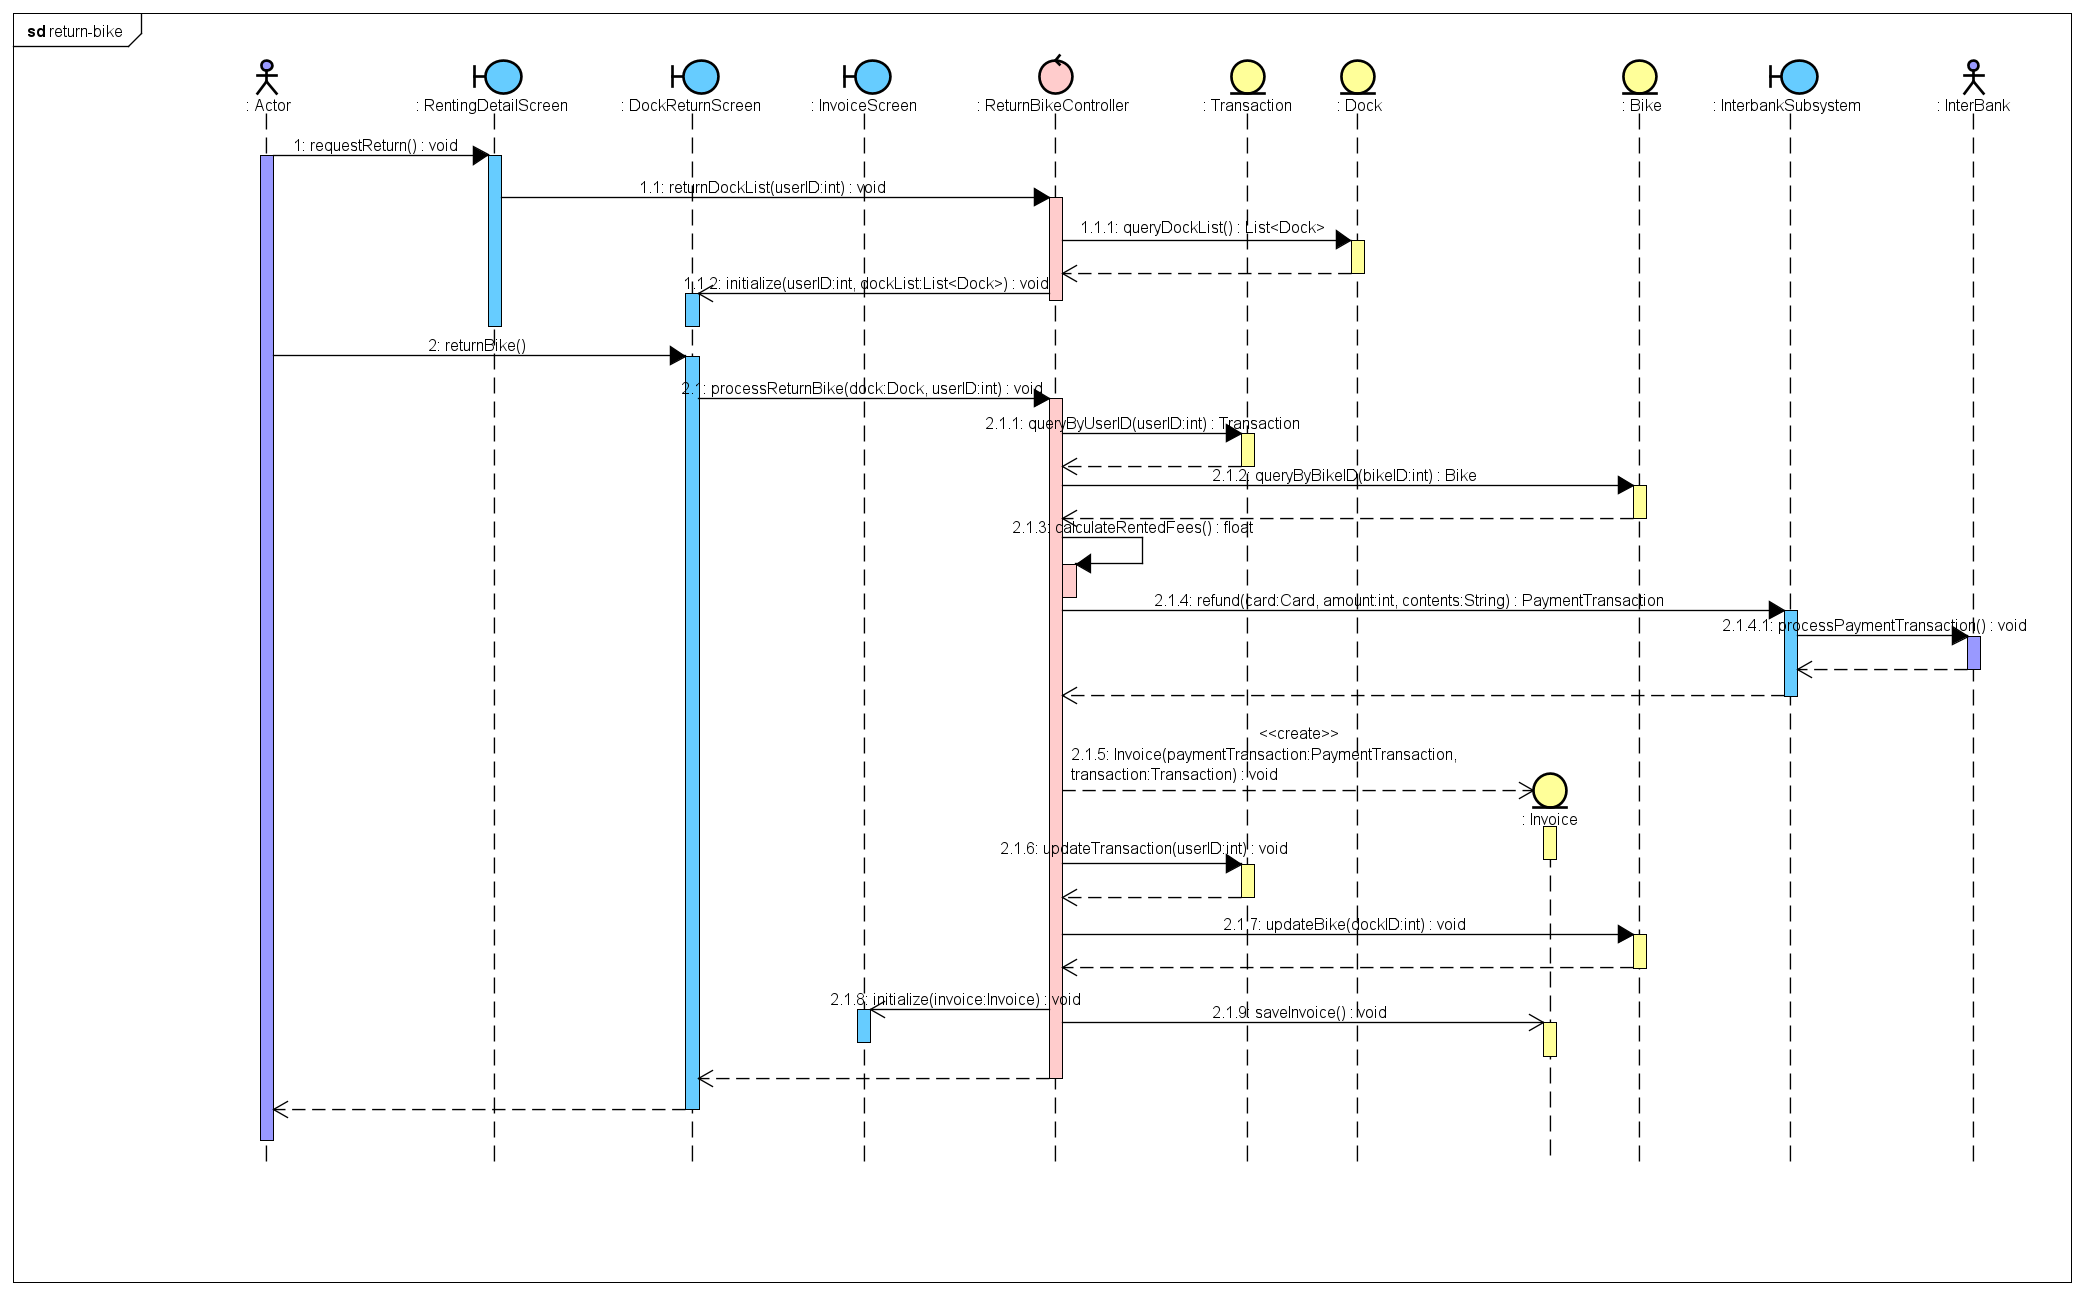 sd return-bike
: Actor
: RentingDetailScreen
: DockReturnScreen
: InvoiceScreen
: ReturnBikeController
: Transaction
: Dock
: Bike
: InterbankSubsystem
: InterBank
1: requestReturn() : void
1.1: returnDockList(userID:int) : void
1.1.1: queryDockList() : List<Dock>
1.1.2: initialize(userID:int, dockList:List<Dock>) : void
2: returnBike()
2.1: processReturnBike(dock:Dock, userID:int) : void
2.1.1: queryByUserID(userID:int) : Transaction
2.1.2: queryByBikeID(bikeID:int) : Bike
2.1.3: calculateRentedFees() : float
2.1.4: refund(card:Card, amount:int, contents:String) : PaymentTransaction
2.1.4.1: processPaymentTransaction() : void
<<create>>
2.1.5: Invoice(paymentTransaction:PaymentTransaction,
transaction:Transaction) : void
: Invoice
2.1.6: updateTransaction(userID:int) : void
2.1.7: updateBike(dockID:int) : void
2.1.8: initialize(invoice:Invoice) : void
2.1.9: saveInvoice() : void